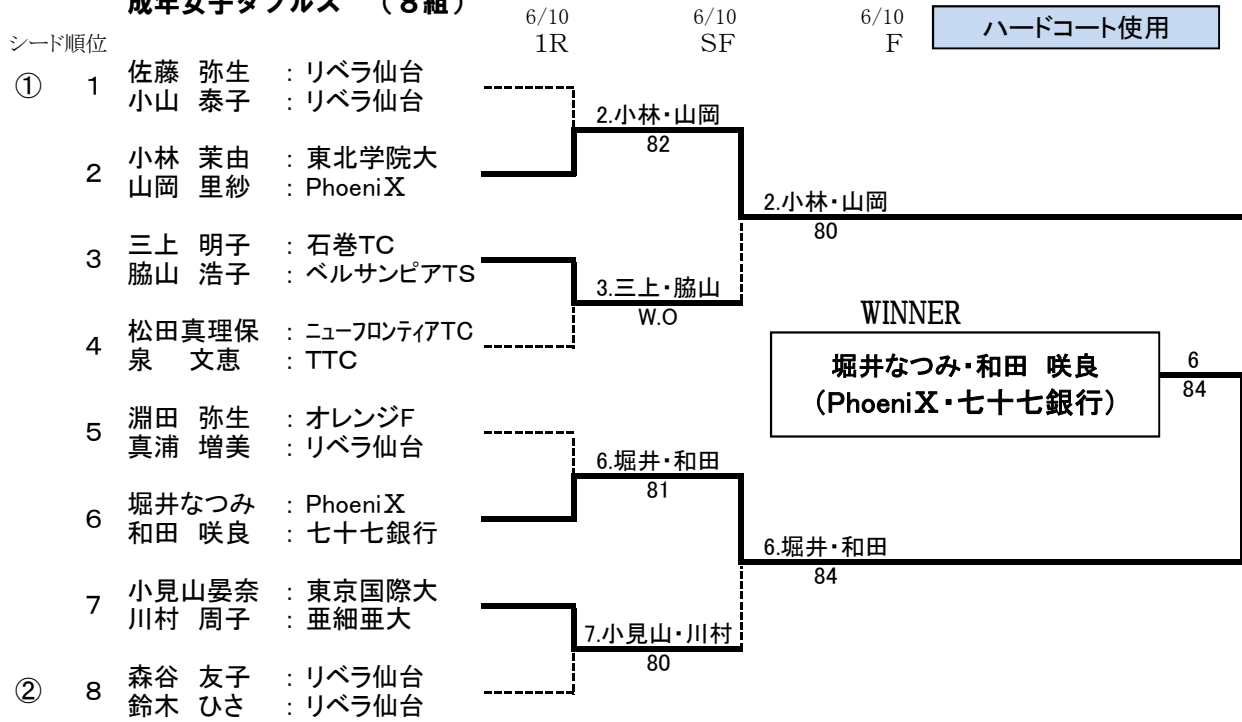 成年女子ダブルス （８組）
6/10 6/10 6/10
シード順位 1R SF F ハードコート使用
① 1 佐藤 弥生 : リベラ仙台
小山 泰子 : リベラ仙台
2.小林・山岡
82
2 小林 茉由 : 東北学院大
山岡 里紗 : PhoeniX
2.小林・山岡
80
3 三上 明子 : 石巻TC
脇山 浩子 : ベルサンピアTS
3.三上・脇山
W.O
4 松田真理保 : ニューフロンティアTC
泉 文恵 : TTC
WINNER
堀井なつみ・和田 咲良
（PhoeniX・七十七銀行）
6
84
5 淵田 弥生 : オレンジF
真浦 増美 : リベラ仙台
6.堀井・和田
81
6 堀井なつみ : PhoeniX
和田 咲良 : 七十七銀行
6.堀井・和田
84
7 小見山晏奈 : 東京国際大
川村 周子 : 亜細亜大
7.小見山・川村
80
② 8 森谷 友子 : リベラ仙台
鈴木 ひさ : リベラ仙台